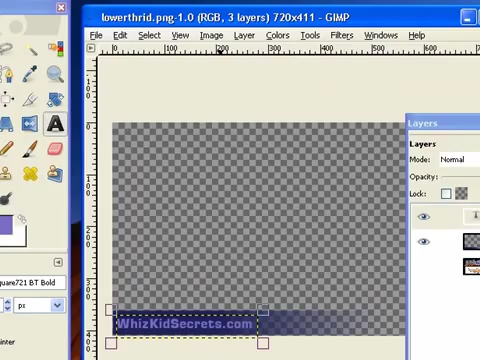 lowerthrid.png-1.0 (RGB, 3 layers) 720x411 - GIMP
File Edit Select View Image Layer Colors Tools Filters Windows Help
Layers
Layers
Mode: Normal
Opacity:
Lock:
quare721 BT Bold
px
WhizKidSecrets.com